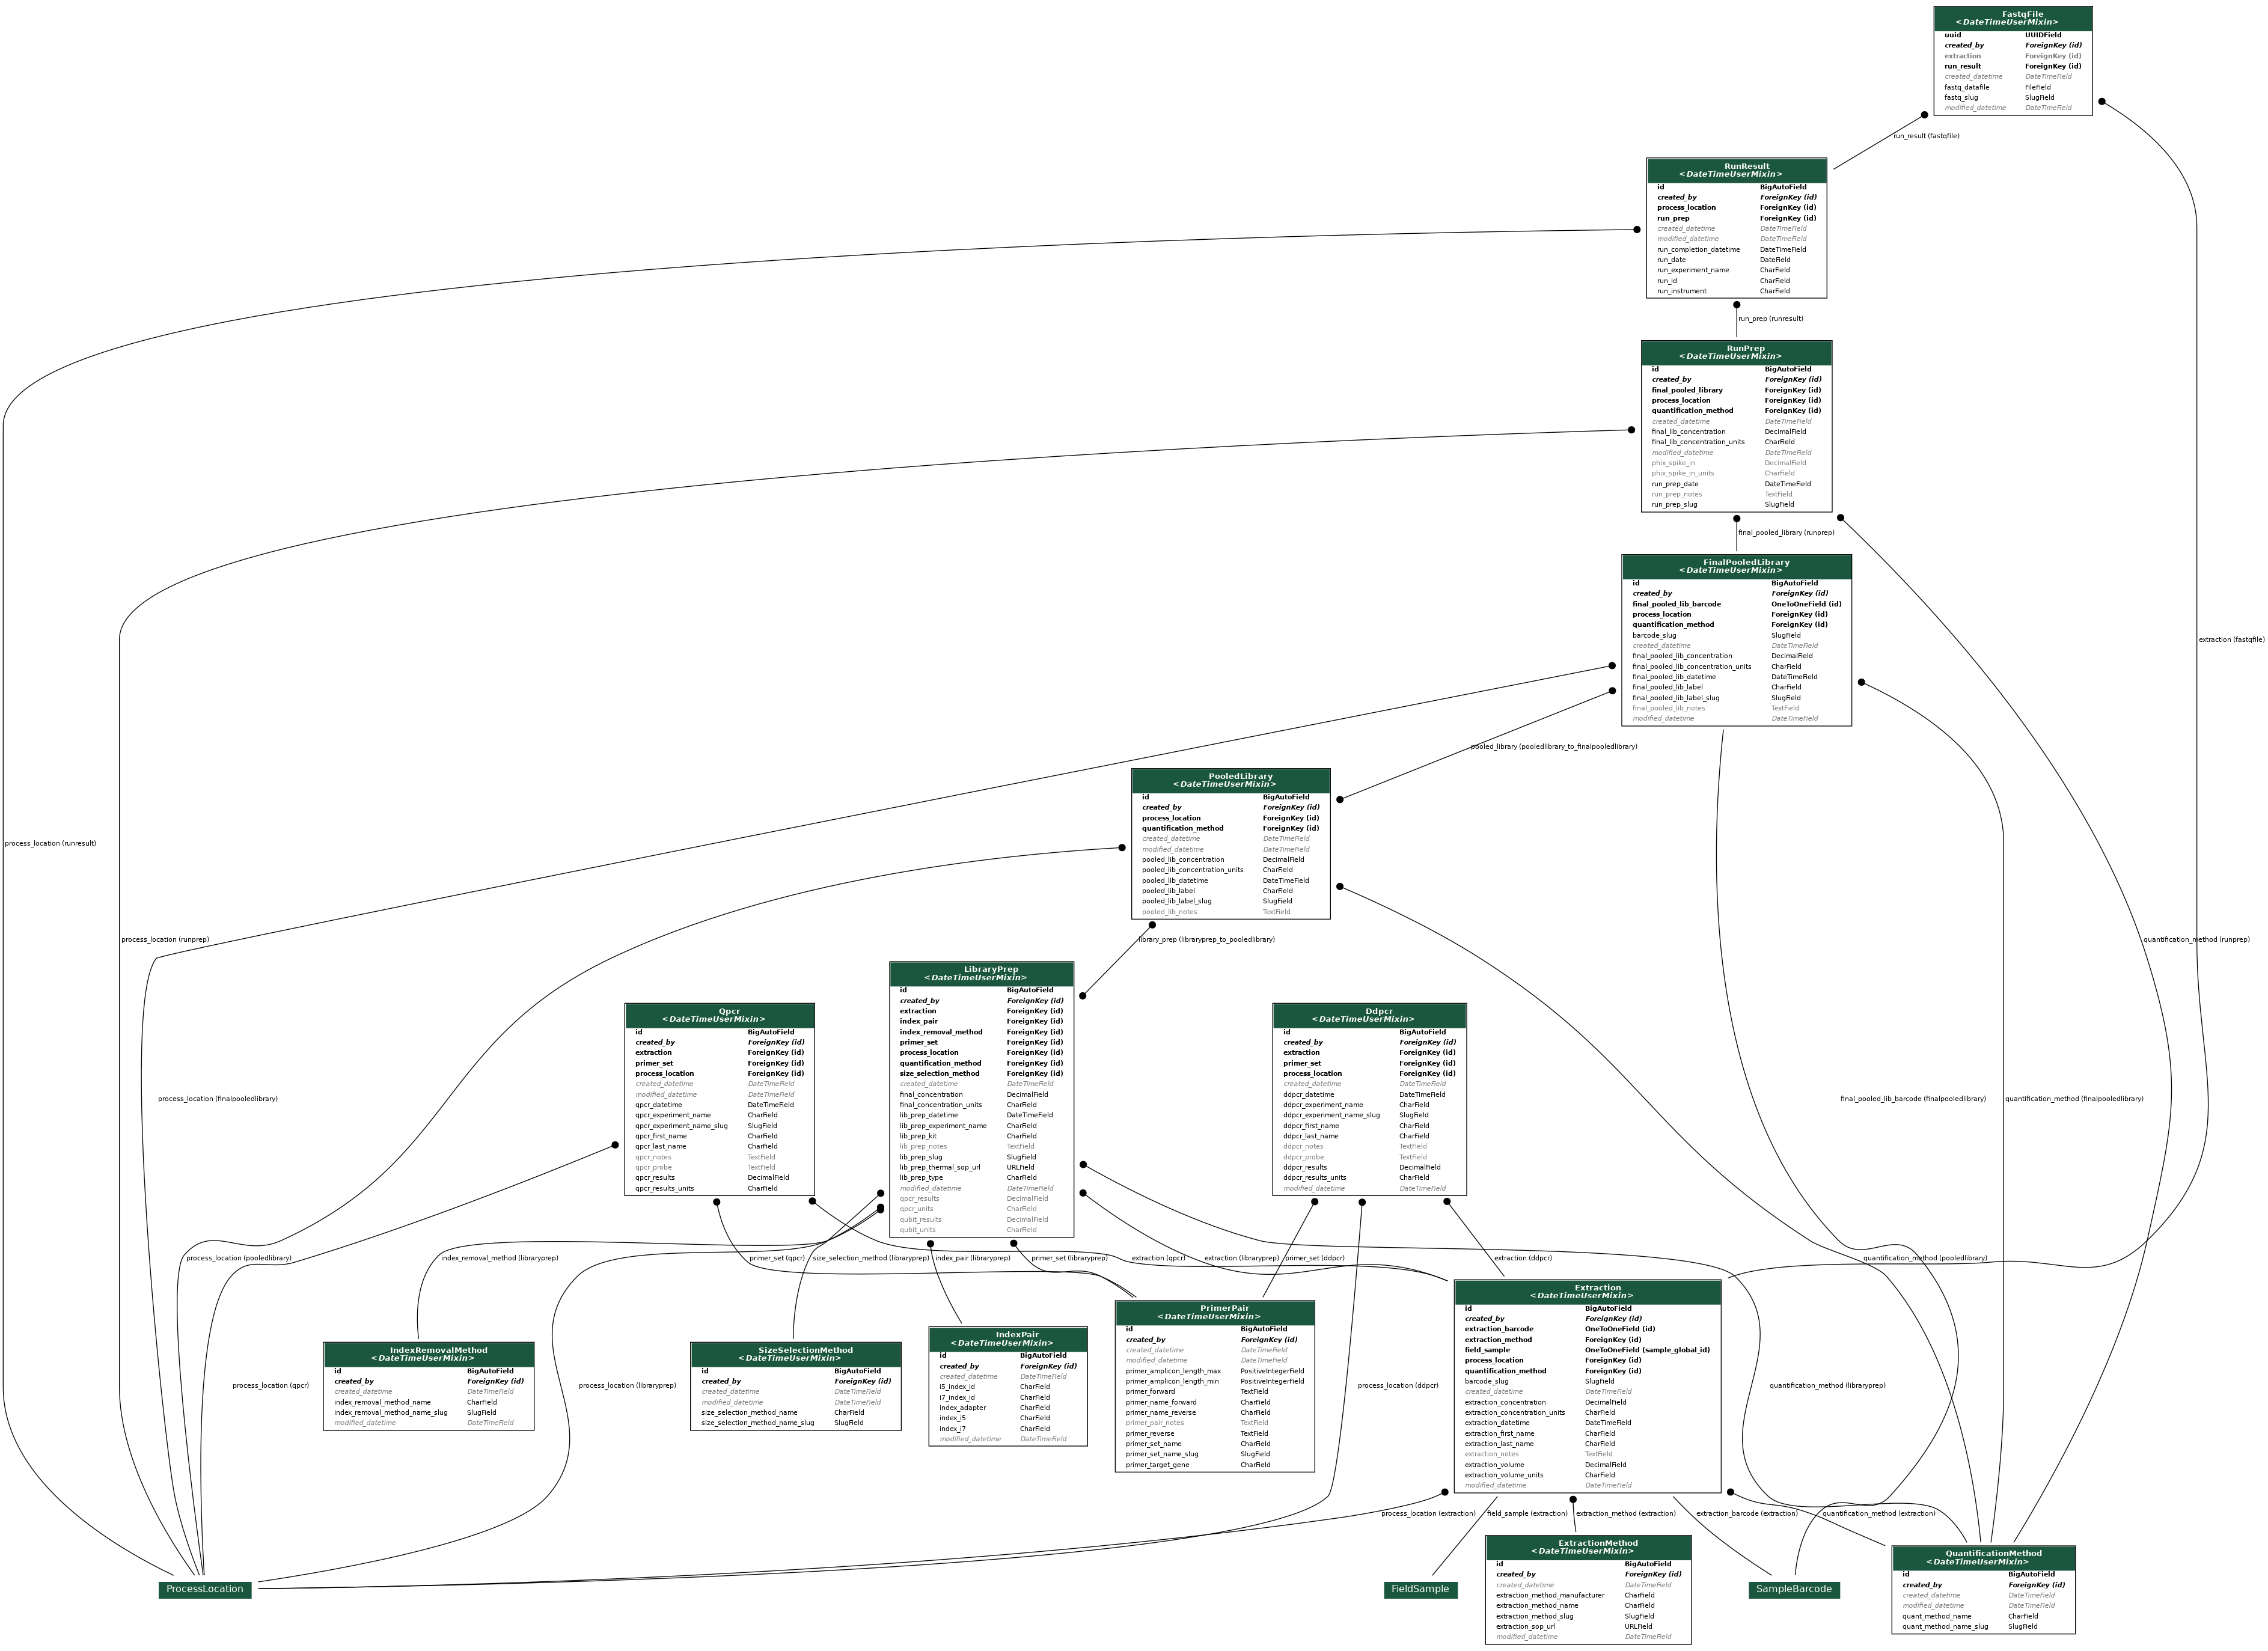 FastqFile
<DateTimeUserMixin>
uuid UUIDField
created_by ForeignKey (id)
extraction ForeignKey (id)
run_result ForeignKey (id)
created_datetime DateTimeField
fastq_datafile FileField
fastq_slug SlugField
modified_datetime DateTimeField
run_result (fastqfile)
RunResult
<DateTimeUserMixin>
id BigAutoField
created_by ForeignKey (id)
process_location ForeignKey (id)
run_prep ForeignKey (id)
created_datetime DateTimeField
modified_datetime DateTimeField
run_completion_datetime DateTimeField
run_date DateField
run_experiment_name CharField
run_id CharField
run_instrument CharField
run_prep (runresult)
RunPrep
<DateTimeUserMixin>
id BigAutoField
created_by ForeignKey (id)
final_pooled_library ForeignKey (id)
process_location ForeignKey (id)
quantification_method ForeignKey (id)
created_datetime DateTimeField
final_lib_concentration DecimalField
final_lib_concentration_units CharField
modified_datetime DateTimeField
phix_spike_in DecimalField
phix_spike_in_units CharField
run_prep_date DateTimeField
run_prep_notes TextField
run_prep_slug SlugField
final_pooled_library (runprep)
FinalPooledLibrary
<DateTimeUserMixin>
id BigAutoField
created_by ForeignKey (id)
final_pooled_lib_barcode OneToOneField (id)
process_location ForeignKey (id)
quantification_method ForeignKey (id)
barcode_slug SlugField
created_datetime DateTimeField
final_pooled_lib_concentration DecimalField
final_pooled_lib_concentration_units CharField
final_pooled_lib_datetime DateTimeField
final_pooled_lib_label CharField
final_pooled_lib_label_slug SlugField
final_pooled_lib_notes TextField
modified_datetime DateTimeField
extraction (fastqfile)
pooled_library (pooledlibrary_to_finalpooledlibrary)
PooledLibrary
<DateTimeUserMixin>
id BigAutoField
created_by ForeignKey (id)
process_location ForeignKey (id)
quantification_method ForeignKey (id)
created_datetime DateTimeField
modified_datetime DateTimeField
pooled_lib_concentration DecimalField
pooled_lib_concentration_units CharField
pooled_lib_datetime DateTimeField
pooled_lib_label CharField
pooled_lib_label_slug SlugField
pooled_lib_notes TextField
process_location (runresult)
process_location (runprep)
library_prep (libraryprep_to_pooledlibrary)
quantification_method (runprep)
LibraryPrep
<DateTimeUserMixin>
id BigAutoField
created_by ForeignKey (id)
extraction ForeignKey (id)
index_pair ForeignKey (id)
index_removal_method ForeignKey (id)
primer_set ForeignKey (id)
process_location ForeignKey (id)
quantification_method ForeignKey (id)
size_selection_method ForeignKey (id)
created_datetime DateTimeField
final_concentration DecimalField
final_concentration_units CharField
lib_prep_datetime DateTimeField
lib_prep_experiment_name CharField
lib_prep_kit CharField
lib_prep_notes TextField
lib_prep_slug SlugField
lib_prep_thermal_sop_url URLField
lib_prep_type CharField
modified_datetime DateTimeField
qpcr_results DecimalField
qpcr_units CharField
qubit_results DecimalField
qubit_units CharField
Qpcr
<DateTimeUserMixin>
id BigAutoField
created_by ForeignKey (id)
extraction ForeignKey (id)
primer_set ForeignKey (id)
process_location ForeignKey (id)
created_datetime DateTimeField
modified_datetime DateTimeField
qpcr_datetime DateTimeField
qpcr_experiment_name CharField
qpcr_experiment_name_slug SlugField
qpcr_first_name CharField
qpcr_last_name CharField
qpcr_notes TextField
qpcr_probe TextField
qpcr_results DecimalField
qpcr_results_units CharField
Ddpcr
<DateTimeUserMixin>
id BigAutoField
created_by ForeignKey (id)
extraction ForeignKey (id)
primer_set ForeignKey (id)
process_location ForeignKey (id)
created_datetime DateTimeField
ddpcr_datetime DateTimeField
ddpcr_experiment_name CharField
ddpcr_experiment_name_slug SlugField
ddpcr_first_name CharField
ddpcr_last_name CharField
ddpcr_notes TextField
ddpcr_probe TextField
ddpcr_results DecimalField
ddpcr_results_units CharField
modified_datetime DateTimeField
process_location (finalpooledlibrary)
final_pooled_lib_barcode (finalpooledlibrary)
quantification_method (finalpooledlibrary)
process_location (pooledlibrary)
index_removal_method (libraryprep)
primer_set (qpcr)
size_selection_method (libraryprep)
index_pair (libraryprep)
primer_set (libraryprep)
extraction (qpcr)
extraction (libraryprep)
primer_set (ddpcr)
extraction (ddpcr)
quantification_method (pooledlibrary)
process_location (qpcr)
IndexRemovalMethod
<DateTimeUserMixin>
id BigAutoField
created_by ForeignKey (id)
created_datetime DateTimeField
index_removal_method_name CharField
index_removal_method_name_slug SlugField
modified_datetime DateTimeField
process_location (libraryprep)
SizeSelectionMethod
<DateTimeUserMixin>
id BigAutoField
created_by ForeignKey (id)
created_datetime DateTimeField
modified_datetime DateTimeField
size_selection_method_name CharField
size_selection_method_name_slug SlugField
IndexPair
<DateTimeUserMixin>
id BigAutoField
created_by ForeignKey (id)
created_datetime DateTimeField
i5_index_id CharField
i7_index_id CharField
index_adapter CharField
index_i5 CharField
index_i7 CharField
modified_datetime DateTimeField
PrimerPair
<DateTimeUserMixin>
id BigAutoField
created_by ForeignKey (id)
created_datetime DateTimeField
modified_datetime DateTimeField
primer_amplicon_length_max PositiveIntegerField
primer_amplicon_length_min PositiveIntegerField
primer_forward TextField
primer_name_forward CharField
primer_name_reverse CharField
primer_pair_notes TextField
primer_reverse TextField
primer_set_name CharField
primer_set_name_slug SlugField
primer_target_gene CharField
process_location (ddpcr)
Extraction
<DateTimeUserMixin>
id BigAutoField
created_by ForeignKey (id)
extraction_barcode OneToOneField (id)
extraction_method ForeignKey (id)
field_sample OneToOneField (sample_global_id)
process_location ForeignKey (id)
quantification_method ForeignKey (id)
barcode_slug SlugField
created_datetime DateTimeField
extraction_concentration DecimalField
extraction_concentration_units CharField
extraction_datetime DateTimeField
extraction_first_name CharField
extraction_last_name CharField
extraction_notes TextField
extraction_volume DecimalField
extraction_volume_units CharField
modified_datetime DateTimeField
quantification_method (libraryprep)
process_location (extraction)
field_sample (extraction)
extraction_method (extraction)
extraction_barcode (extraction)
quantification_method (extraction)
ProcessLocation
FieldSample
ExtractionMethod
<DateTimeUserMixin>
id BigAutoField
created_by ForeignKey (id)
created_datetime DateTimeField
extraction_method_manufacturer CharField
extraction_method_name CharField
extraction_method_slug SlugField
extraction_sop_url URLField
modified_datetime DateTimeField
SampleBarcode
QuantificationMethod
<DateTimeUserMixin>
id BigAutoField
created_by ForeignKey (id)
created_datetime DateTimeField
modified_datetime DateTimeField
quant_method_name CharField
quant_method_name_slug SlugField